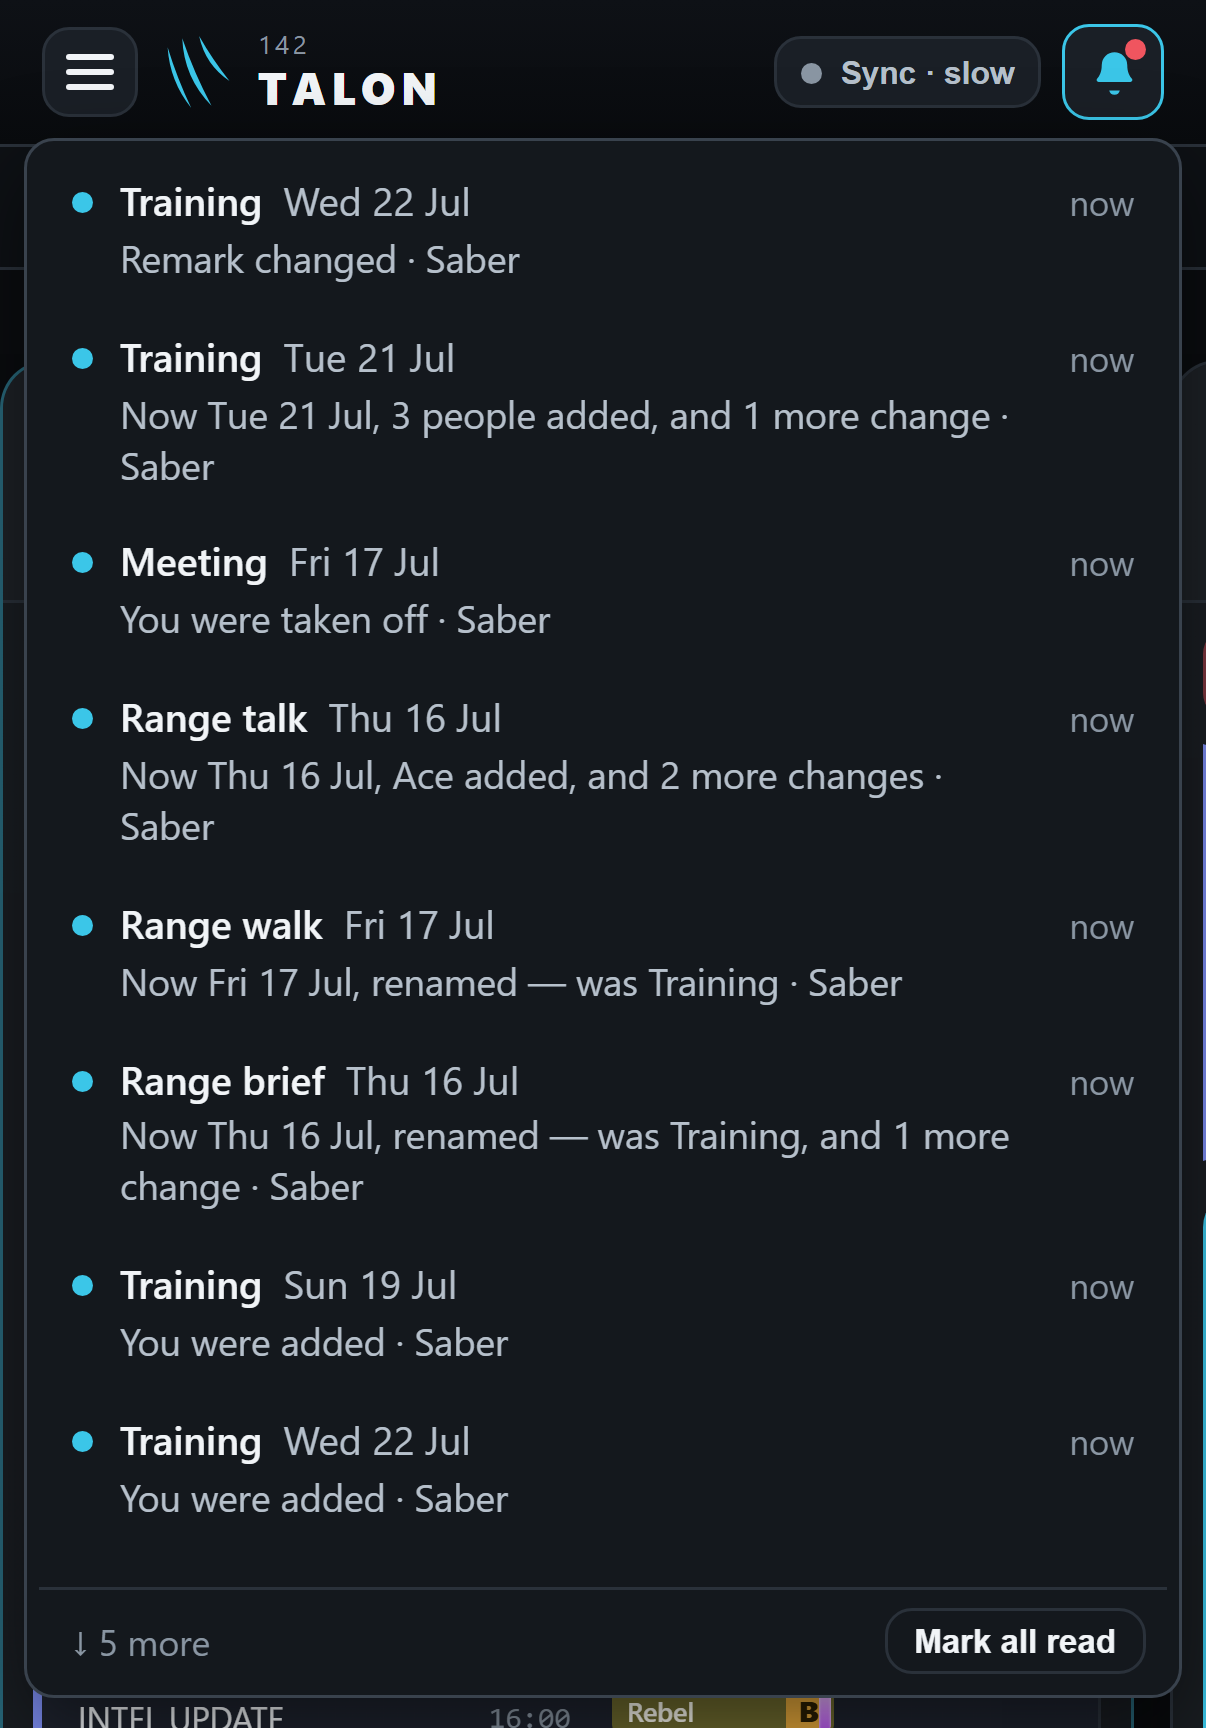 142
TALON
Sync · slow
Training Wed 22 Jul now
Remark changed · Saber
Training Tue 21 Jul now
Now Tue 21 Jul, 3 people added, and 1 more change ·
Saber
Meeting Fri 17 Jul now
You were taken off · Saber
Range talk Thu 16 Jul now
Now Thu 16 Jul, Ace added, and 2 more changes ·
Saber
Range walk Fri 17 Jul now
Now Fri 17 Jul, renamed — was Training · Saber
Range brief Thu 16 Jul now
Now Thu 16 Jul, renamed — was Training, and 1 more
change · Saber
Training Sun 19 Jul now
You were added · Saber
Training Wed 22 Jul now
You were added · Saber
↓ 5 more Mark all read
INTEL UPDATE 16:00 Rebel B